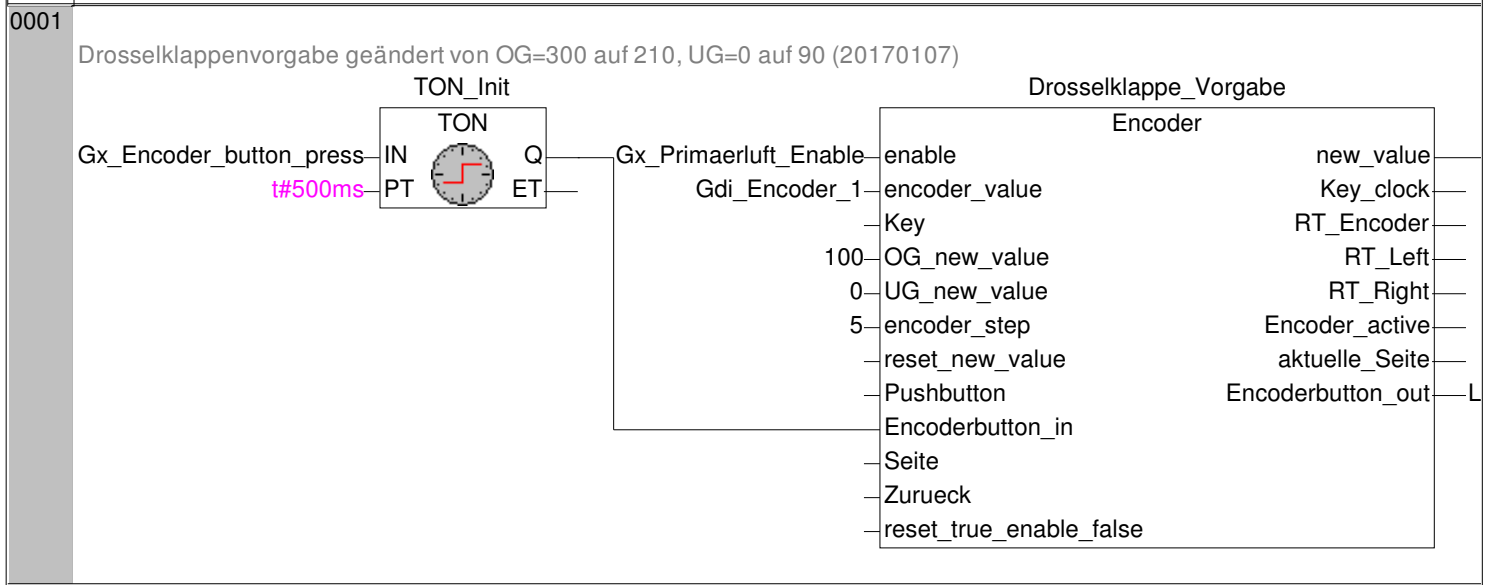 0001
Drosselklappenvorgabe geändert von OG=300 auf 210, UG=0 auf 90 (20170107)
TON_Init Drosselklappe_Vorgabe
TON Encoder
Gx_Encoder_button_press IN Q Gx_Primaerluft_Enable enable new_value
t#500ms PT ET Gdi_Encoder_1 encoder_value Key_clock
Key RT_Encoder
100 OG_new_value RT_Left
0 UG_new_value RT_Right
5 encoder_step Encoder_active
reset_new_value aktuelle_Seite
Pushbutton Encoderbutton_out L
Encoderbutton_in
Seite
Zurueck
reset_true_enable_false